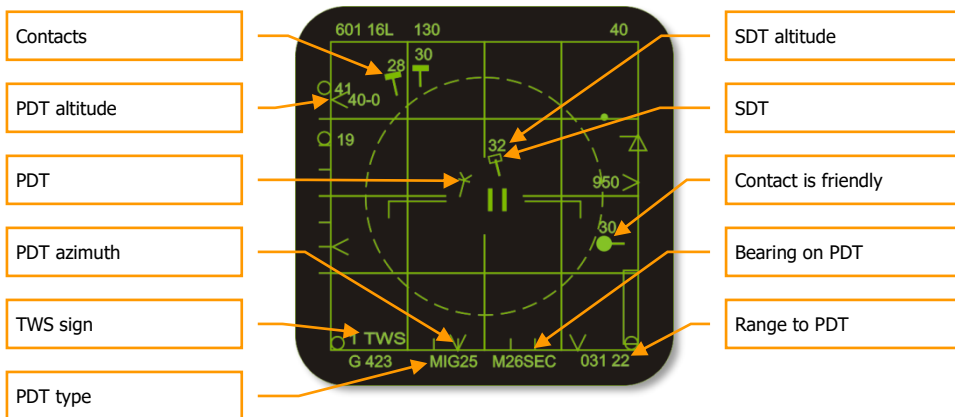 Contacts
PDT altitude
PDT
PDT azimuth
TWS sign
PDT type
601 16L 130 40
28
30
41
40-0
19
32
950
30
T TWS
G 423 MIG25 M26SEC 031 22
SDT altitude
SDT
Contact is friendly
Bearing on PDT
Range to PDT